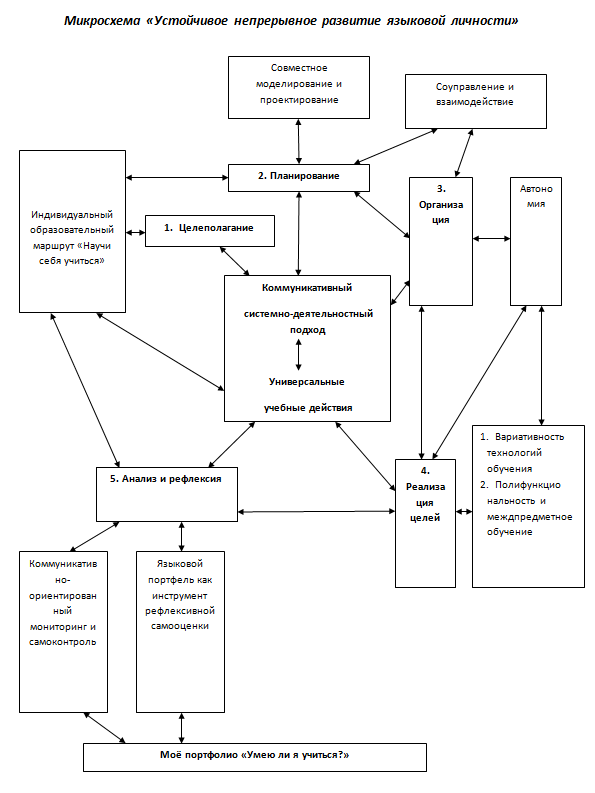 Микросхема «Устойчивое непрерывное развитие языковой личности»
Совместное
моделирование и
проектирование
Соуправление и
взаимодействие
2. Планирование
3.
Организа
ция
Автоно
мия
Индивидуальный
образовательный
маршрут «Научи
себя учиться»
1. Целеполагание
Коммуникативный
системно-деятельностный
подход
Универсальные
учебные действия
1. Вариативность
технологий
обучения
2. Полифункцио
нальность и
междпредметное
обучение
4.
Реализа
ция
целей
5. Анализ и рефлексия
Коммуникатив
но-
ориентирован
ный
мониторинг и
самоконтроль
Языковой
портфель как
инструмент
рефлексивной
самооценки
Моё портфолио «Умею ли я учиться?»